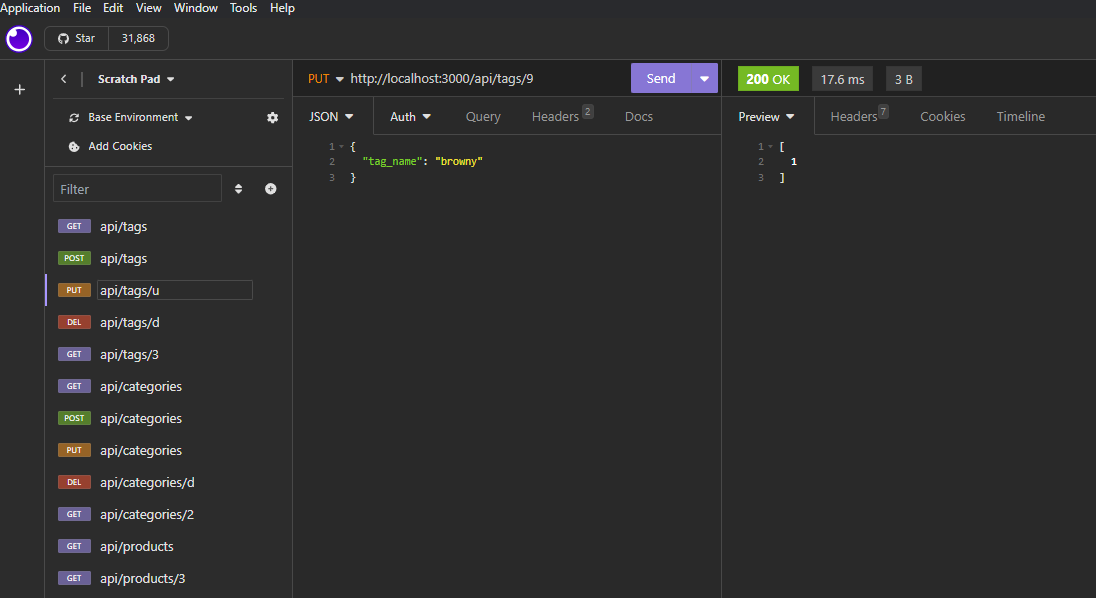 Application File Edit View Window Tools Help
Star 31,868
Scratch Pad
Base Environment
Add Cookies
Filter
GET api/tags
POST api/tags
PUT api/tags/u
DEL api/tags/d
GET api/tags/3
GET api/categories
POST api/categories
PUT api/categories
DEL api/categories/d
GET api/categories/2
GET api/products
GET api/products/3
PUT http://localhost:3000/api/tags/9 Send
JSON Auth Query Headers 2 Docs
1 {
2 "tag_name": "browny"
3 }
200 OK 17.6 ms 3 B
Preview Headers 7 Cookies Timeline
1 [
2 1
3 ]